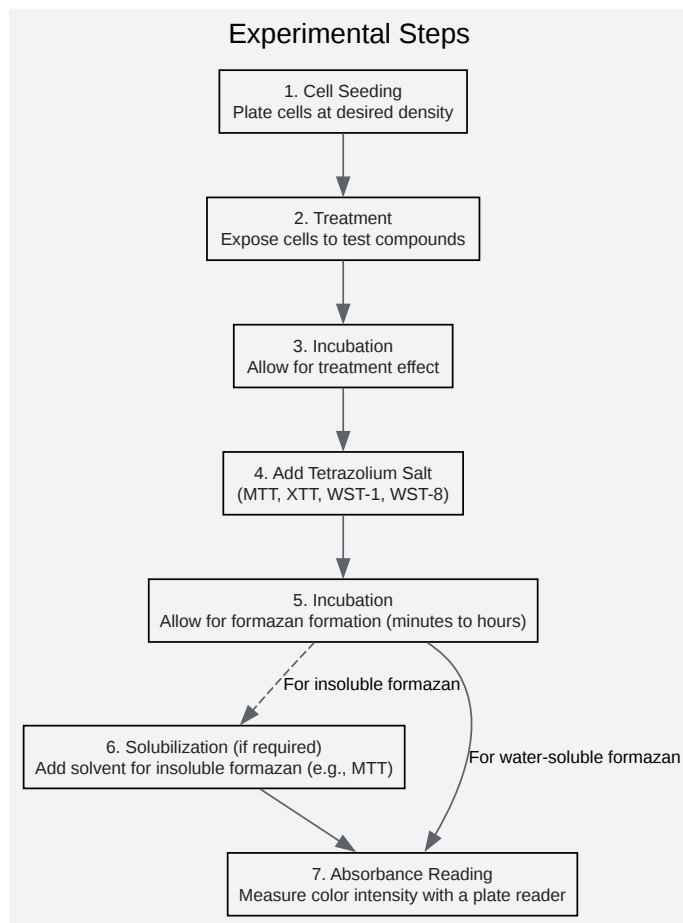 Experimental Steps
1. Cell Seeding
Plate cells at desired density
2. Treatment
Expose cells to test compounds
3. Incubation
Allow for treatment effect
4. Add Tetrazolium Salt
(MTT, XTT, WST-1, WST-8)
5. Incubation
Allow for formazan formation (minutes to hours)
For insoluble formazan
6. Solubilization (if required)
Add solvent for insoluble formazan (e.g., MTT)
For water-soluble formazan
7. Absorbance Reading
Measure color intensity with a plate reader